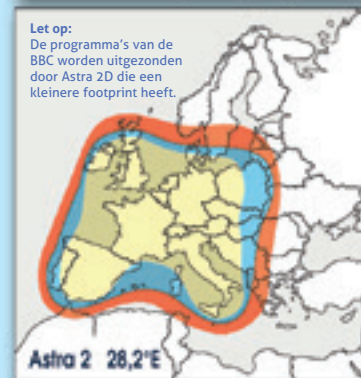 Let op:
De programma's van de
BBC worden uitgezonden
door Astra 2D die een
kleinere footprint heeft.
Astra 2 28,2°E